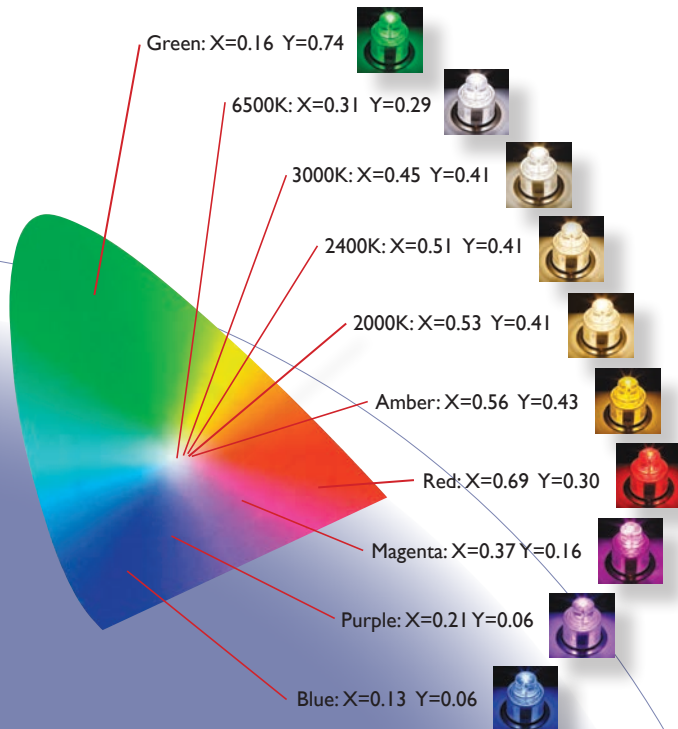 Green: X=0.16 Y=0.74
6500K: X=0.31 Y=0.29
3000K: X=0.45 Y=0.41
2400K: X=0.51 Y=0.41
2000K: X=0.53 Y=0.41
Amber: X=0.56 Y=0.43
Red: X=0.69 Y=0.30
Magenta: X=0.37 Y=0.16
Purple: X=0.21 Y=0.06
Blue: X=0.13 Y=0.06